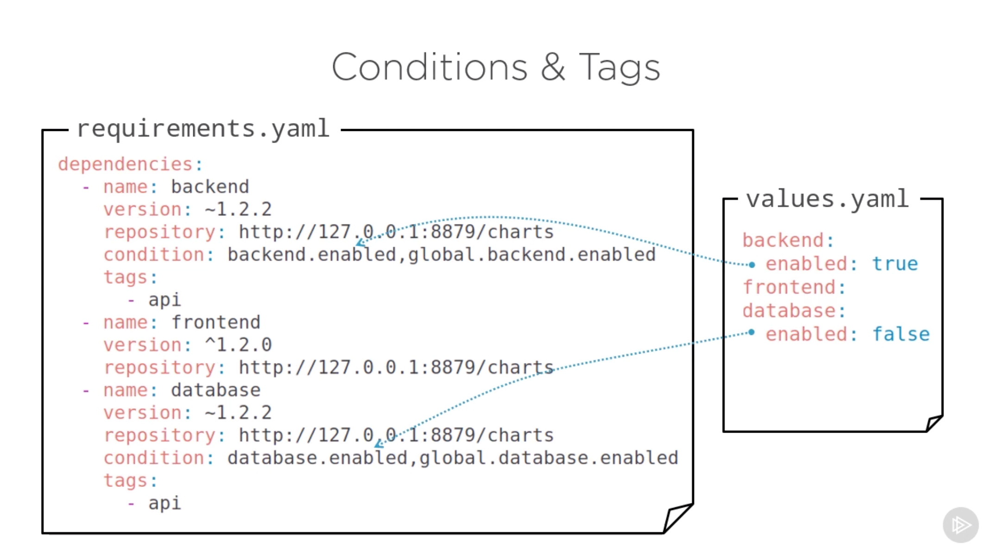 Conditions & Tags
requirements.yaml
dependencies:
  - name: backend
    version: ~1.2.2
    repository: http://127.0.0.1:8879/charts
    condition: backend.enabled,global.backend.enabled
    tags:
      - api
  - name: frontend
    version: ^1.2.0
    repository: http://127.0.0.1:8879/charts
  - name: database
    version: ~1.2.2
    repository: http://127.0.0.1:8879/charts
    condition: database.enabled,global.database.enabled
    tags:
      - api
values.yaml
backend:
  enabled: true
frontend:
database:
  enabled: false